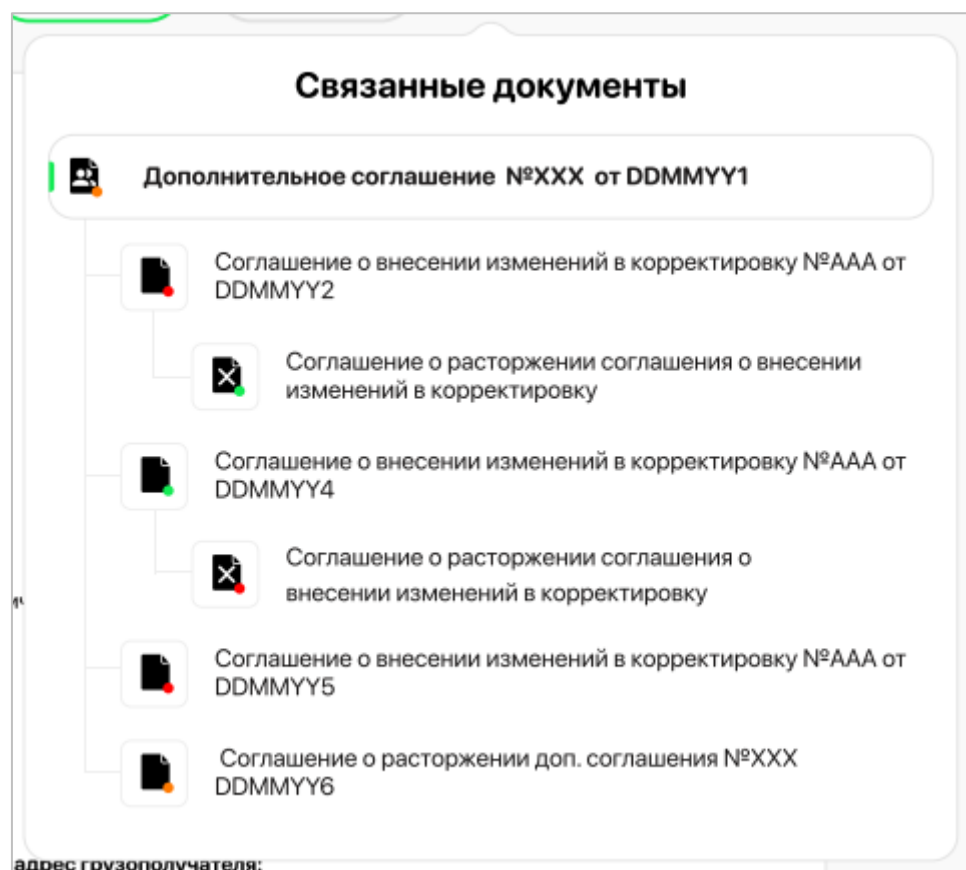 Связанные документы
Дополнительное соглашение №XXX от DDMMYY1
Соглашение о внесении изменений в корректировку №AAA от
DDMMYY2
Соглашение о расторжении соглашения о внесении
изменений в корректировку
Соглашение о внесении изменений в корректировку №AAA от
DDMMYY4
Соглашение о расторжении соглашения о
внесении изменений в корректировку
Соглашение о внесении изменений в корректировку №AAA от
DDMMYY5
Соглашение о расторжении доп. соглашения №XXX
DDMMYY6
адрес грузополучателя: